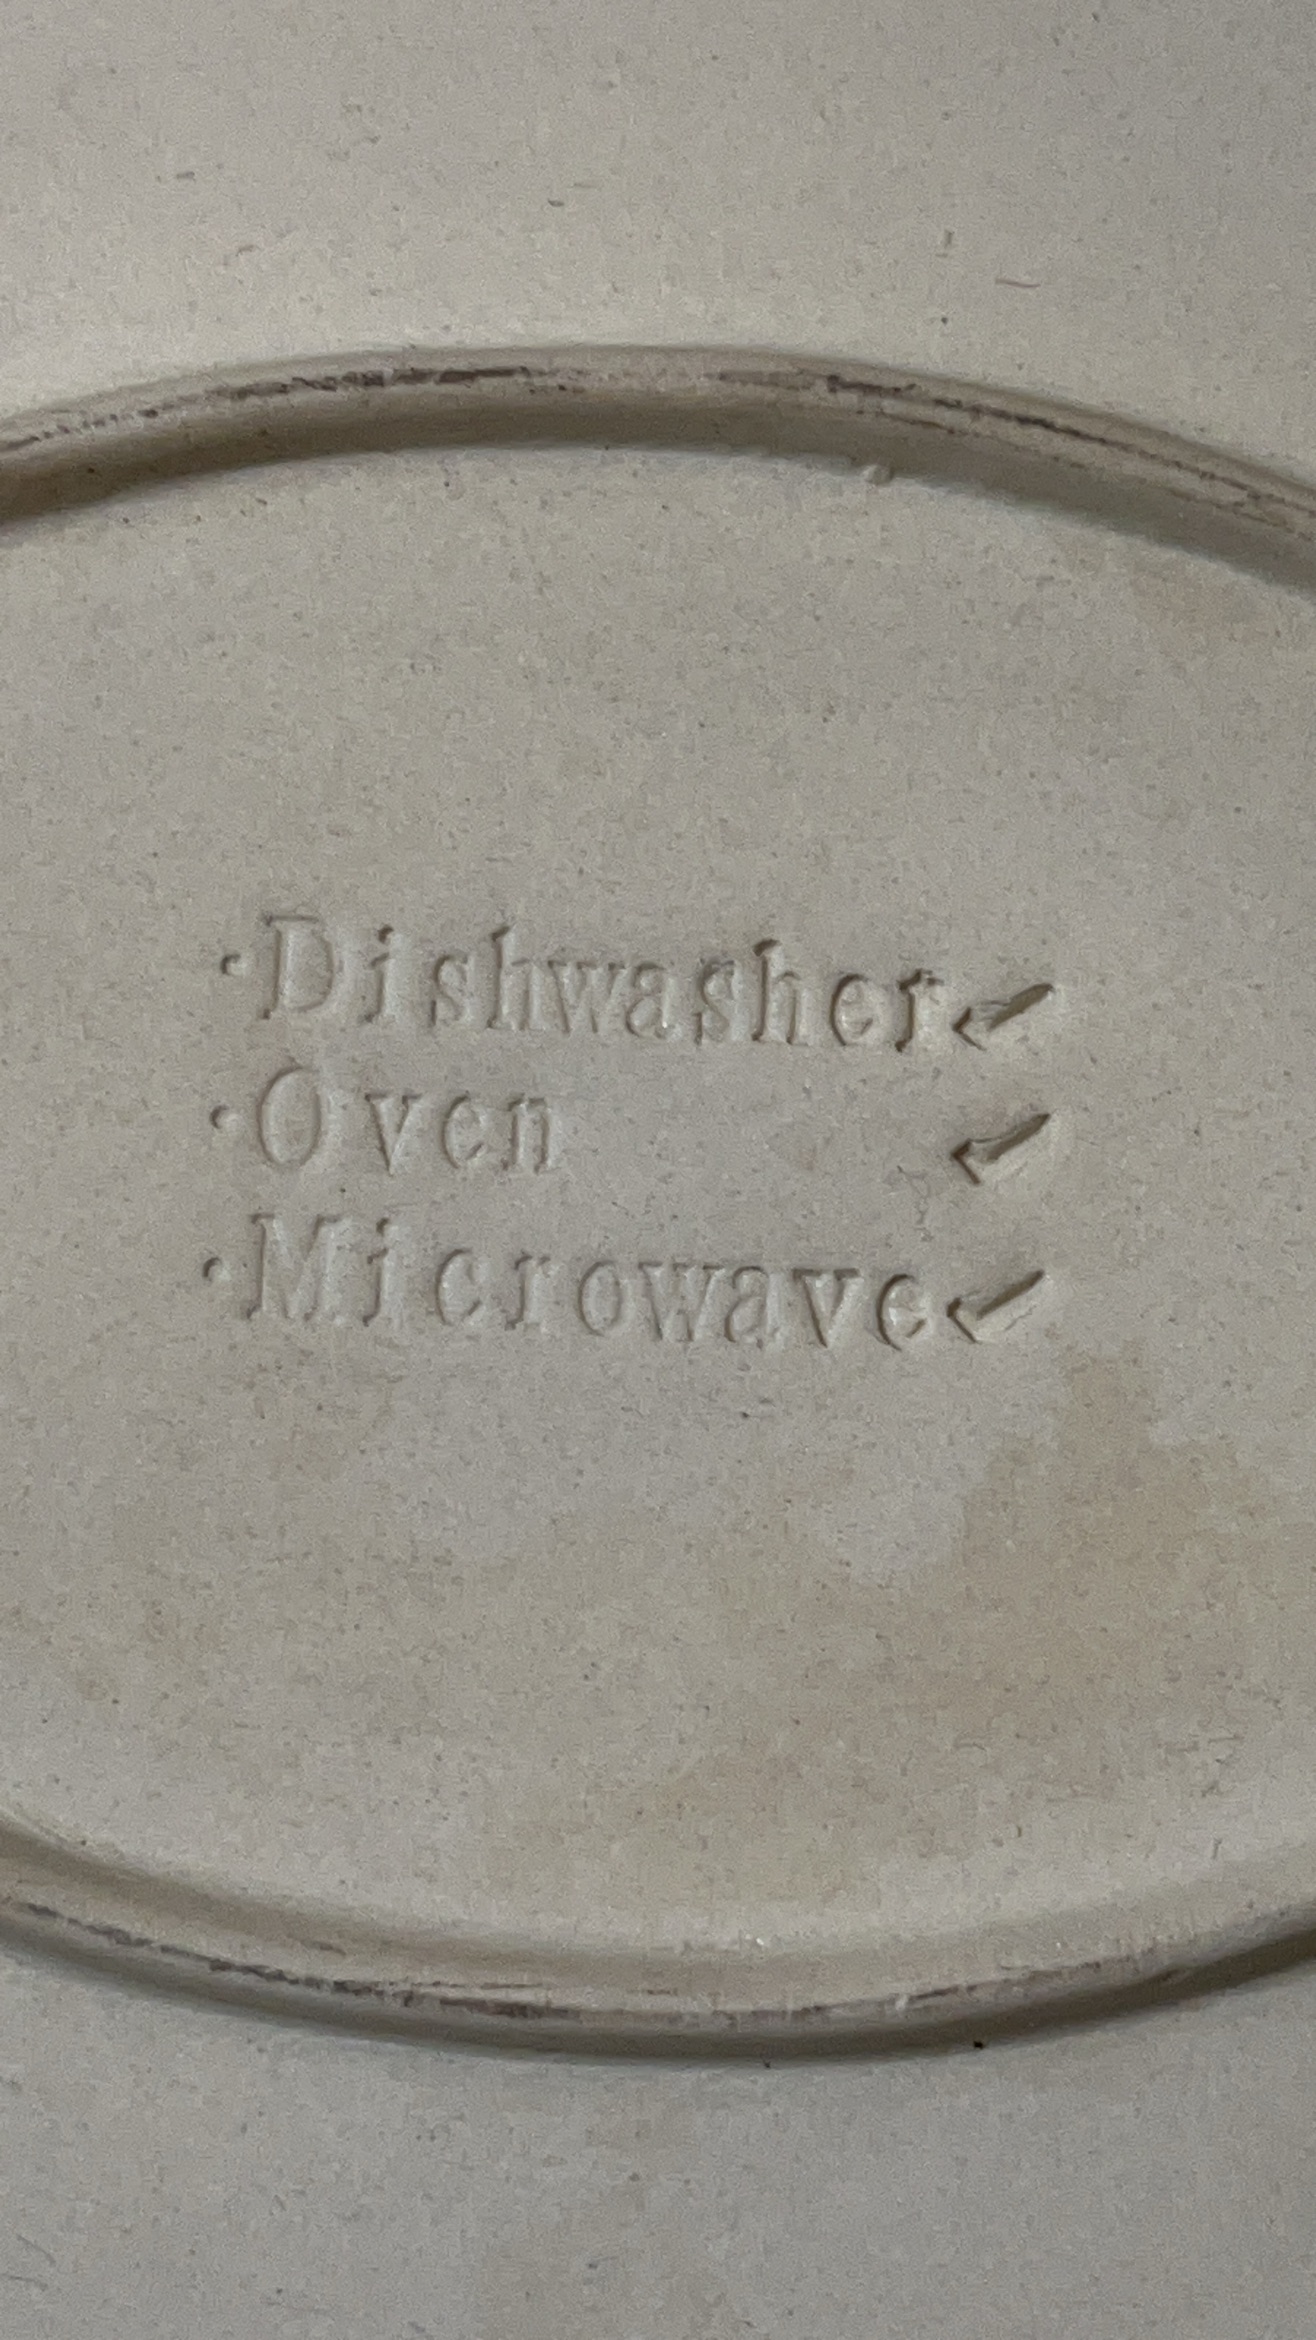 ·Dishwasher ↙
·Oven ↙
·Microwave ↙